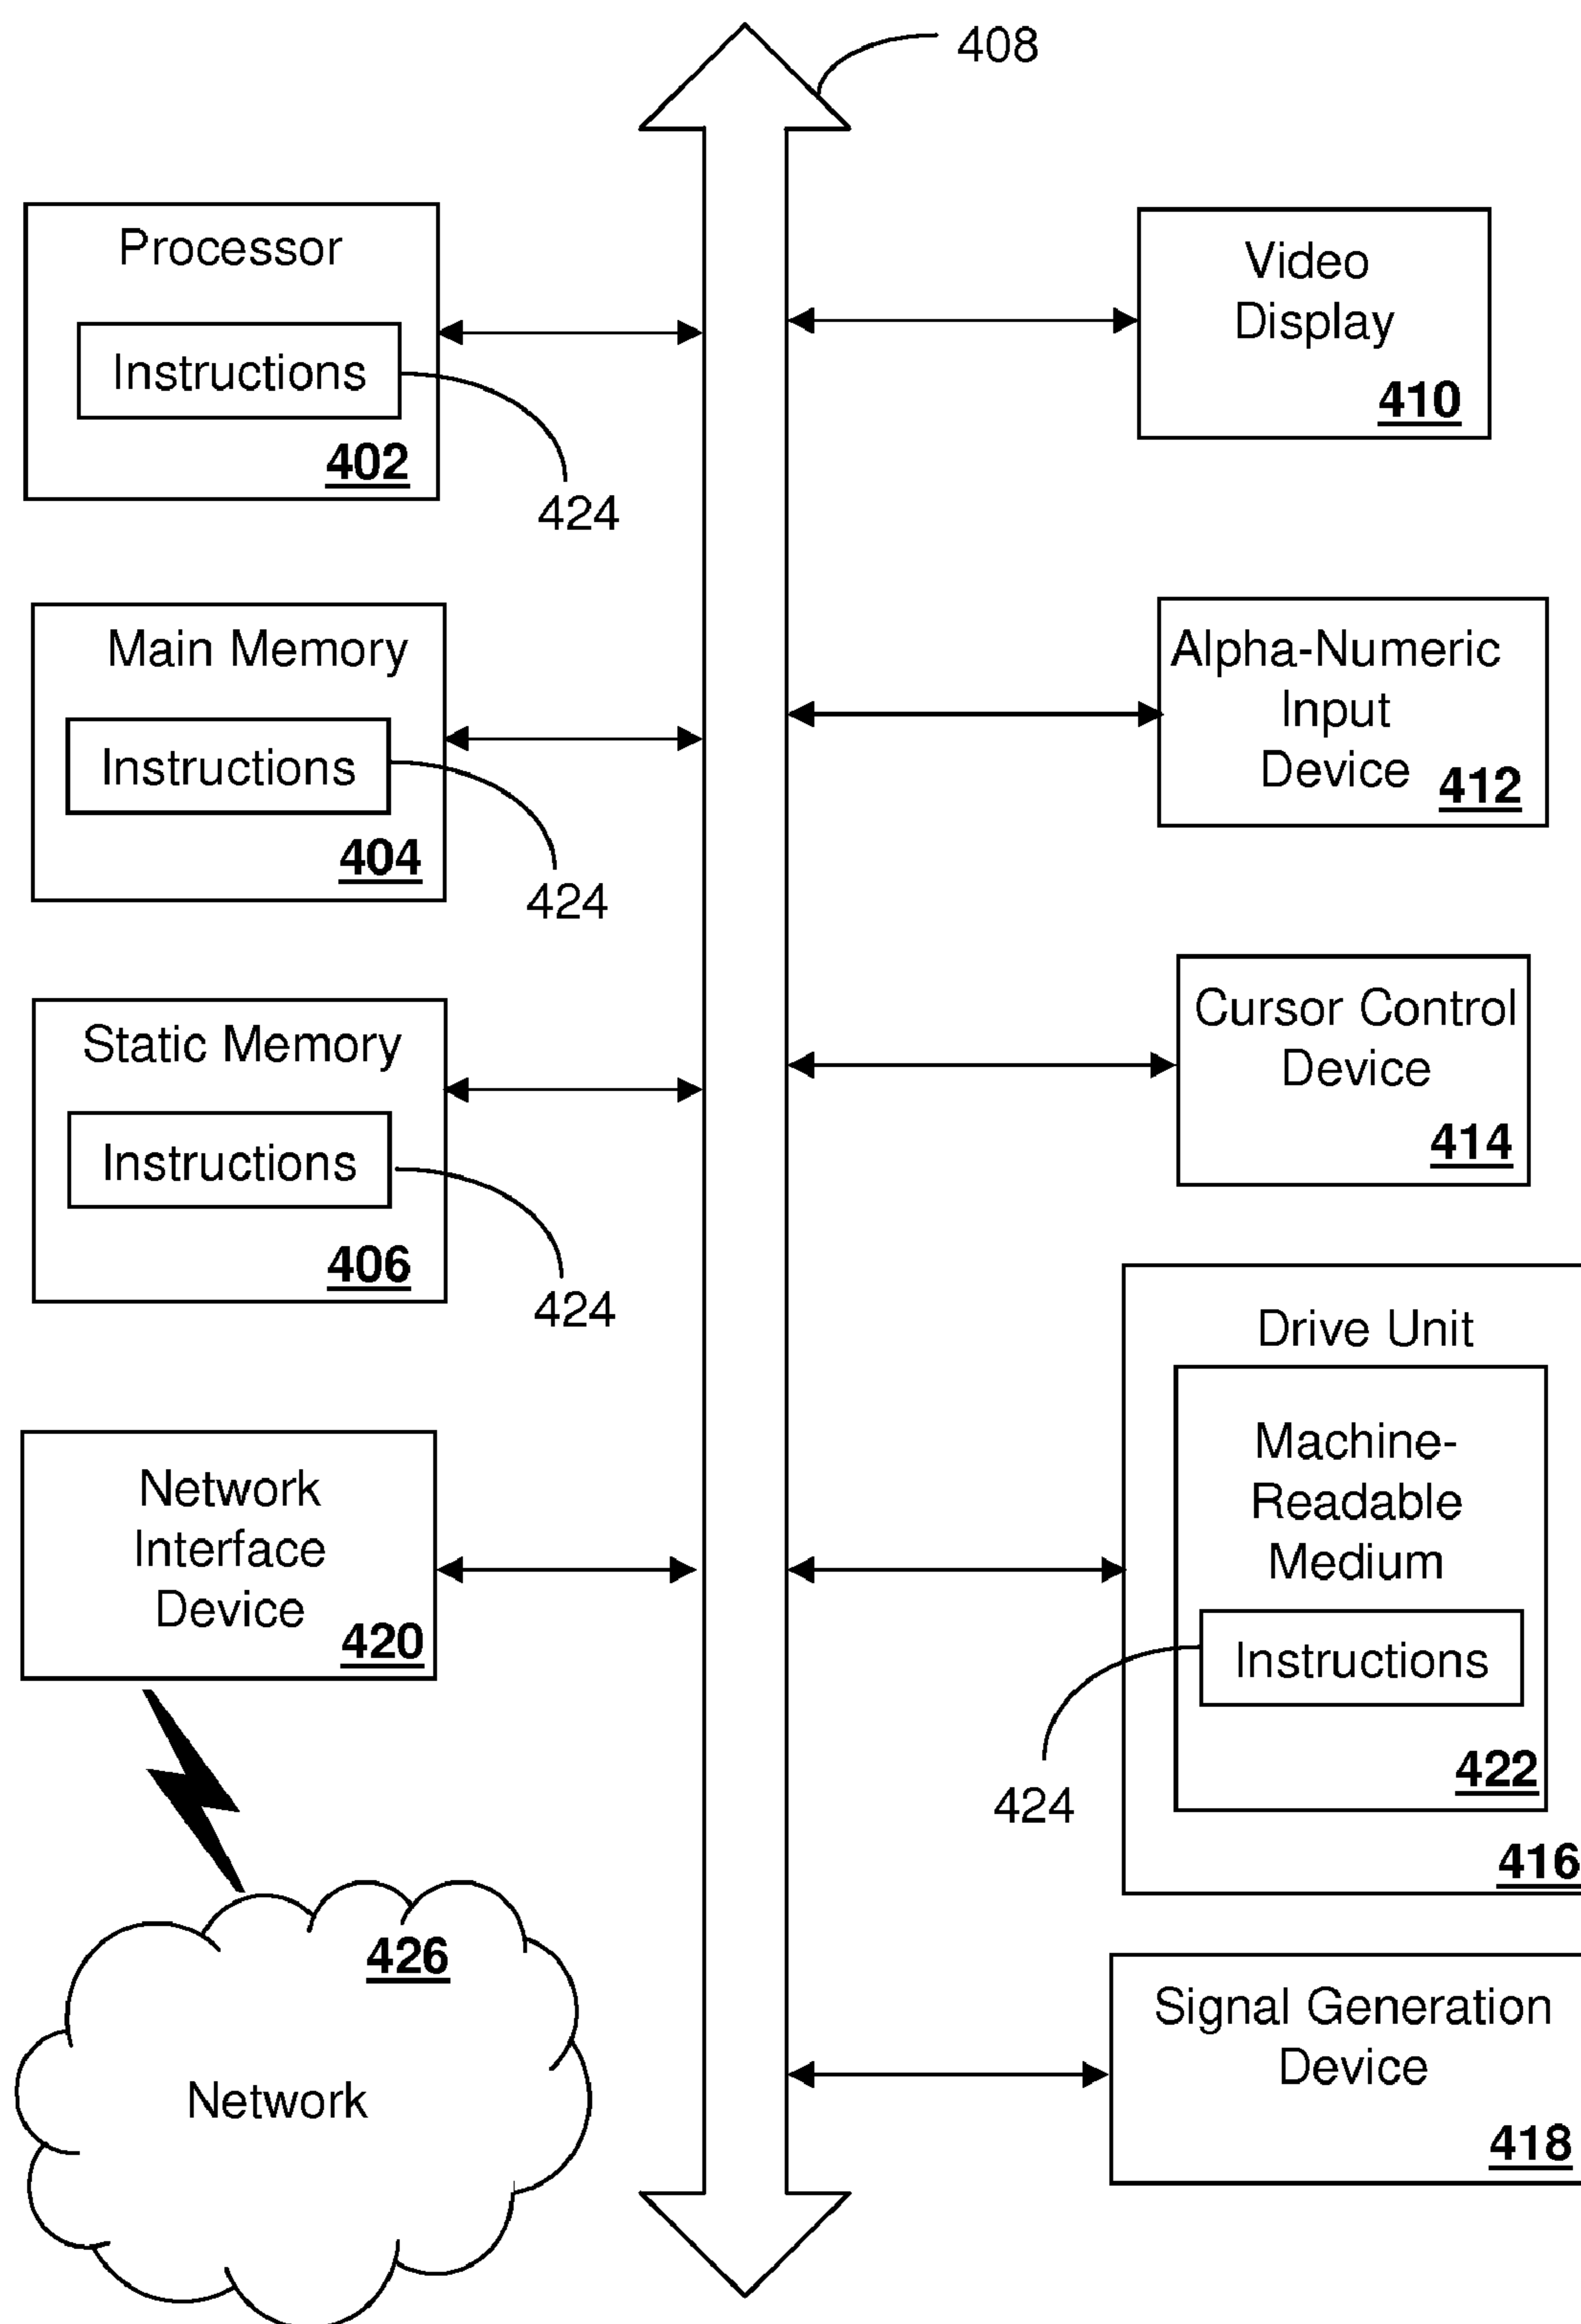 408
Processor
Instructions
402
424
Main Memory
Instructions
404
424
Static Memory
Instructions
406
424
Network
Interface
Device
420
426
Network
Video
Display
410
Alpha-Numeric
Input
Device
412
Cursor Control
Device
414
Drive Unit
Machine-
Readable
Medium
Instructions
424
422
416
Signal Generation
Device
418